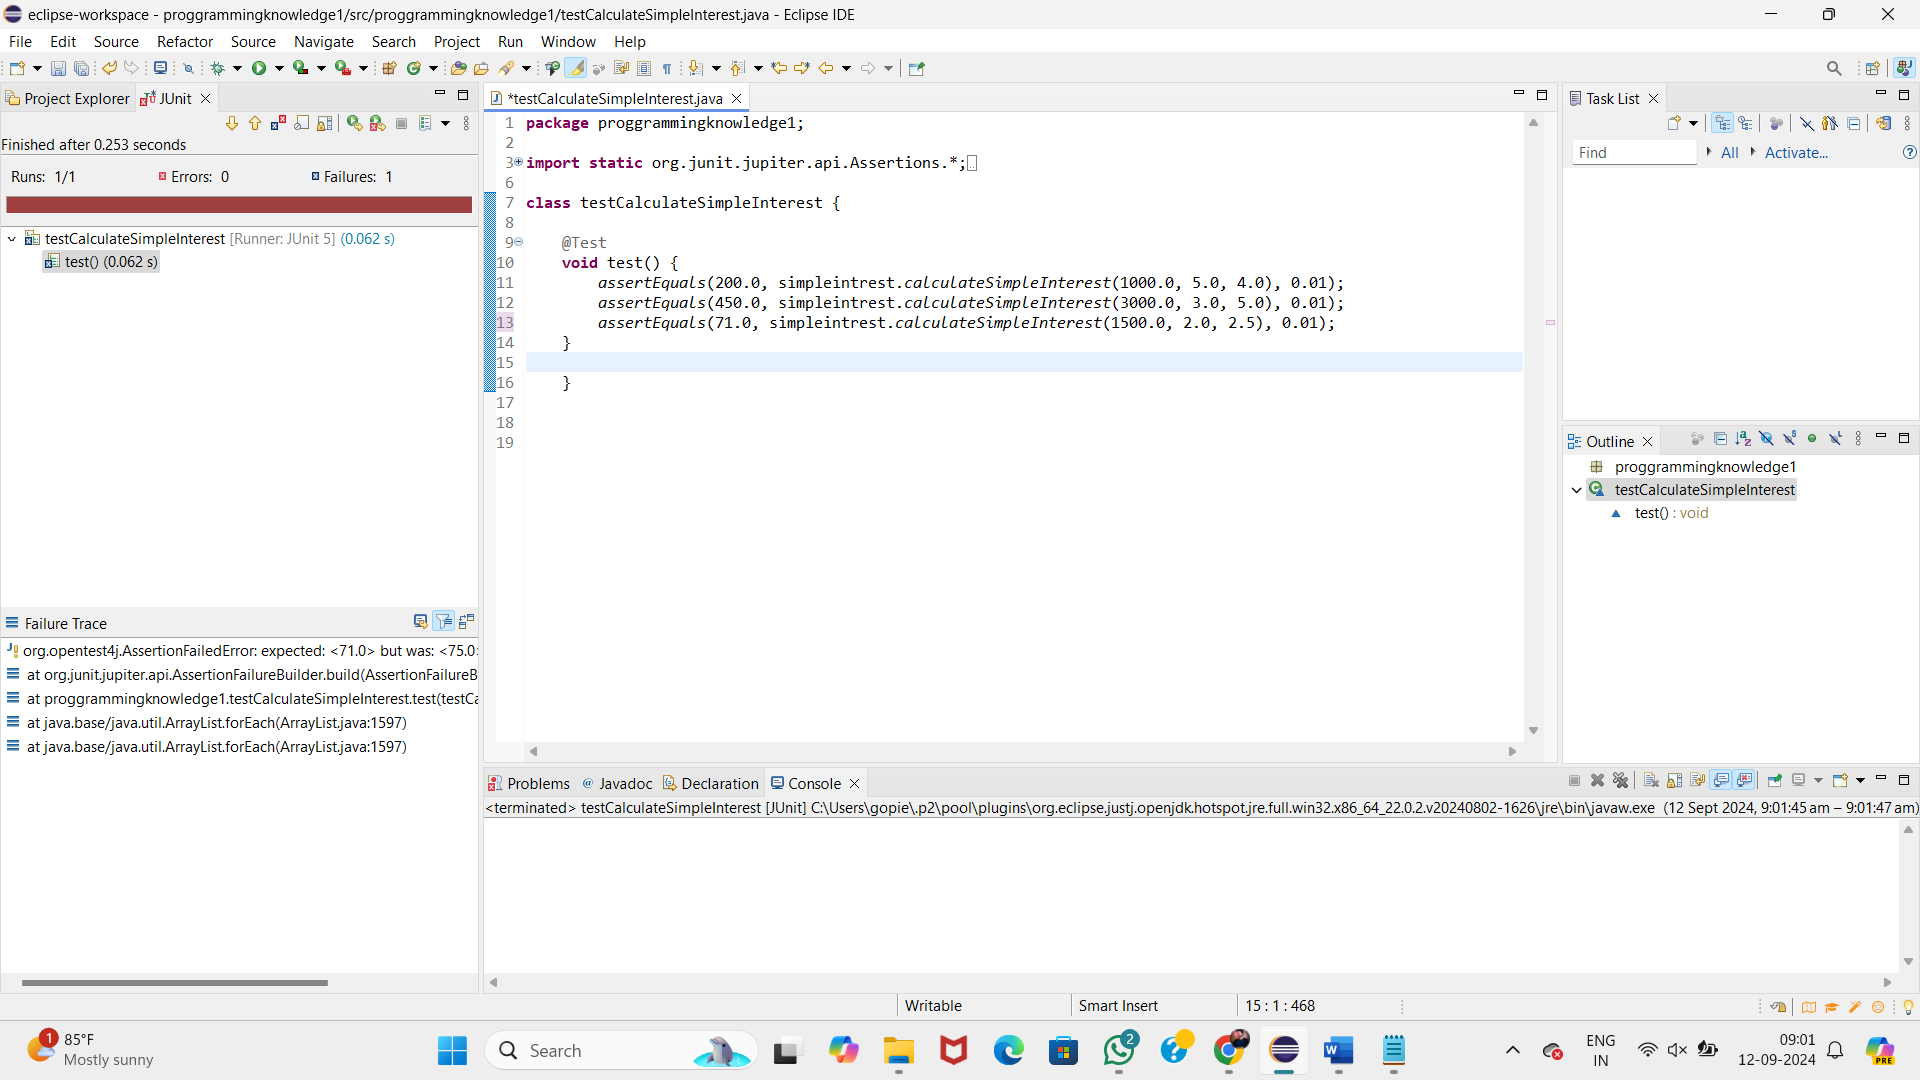 eclipse-workspace - proggrammingknowledge1/src/proggrammingknowledge1/testCalculateSimpleInterest.java - Eclipse IDE
File Edit Source Refactor Source Navigate Search Project Run Window Help
Project Explorer JUnit
Finished after 0.253 seconds
Runs: 1/1 Errors: 0 Failures: 1
testCalculateSimpleInterest [Runner: JUnit 5] (0.062 s)
test() (0.062 s)
Failure Trace
org.opentest4j.AssertionFailedError: expected: <71.0> but was: <75.0
at org.junit.jupiter.api.AssertionFailureBuilder.build(AssertionFailureB
at proggrammingknowledge1.testCalculateSimpleInterest.test(testCa
at java.base/java.util.ArrayList.forEach(ArrayList.java:1597)
at java.base/java.util.ArrayList.forEach(ArrayList.java:1597)
*testCalculateSimpleInterest.java
1 package proggrammingknowledge1;
2
3 import static org.junit.jupiter.api.Assertions.*;
6
7 class testCalculateSimpleInterest {
8
9 @Test
10 void test() {
11 assertEquals(200.0, simpleintrest.calculateSimpleInterest(1000.0, 5.0, 4.0), 0.01);
12 assertEquals(450.0, simpleintrest.calculateSimpleInterest(3000.0, 3.0, 5.0), 0.01);
13 assertEquals(71.0, simpleintrest.calculateSimpleInterest(1500.0, 2.0, 2.5), 0.01);
14 }
15
16 }
17
18
19
Task List
Find All Activate...
Outline
proggrammingknowledge1
testCalculateSimpleInterest
test() : void
Problems @ Javadoc Declaration Console
<terminated> testCalculateSimpleInterest [JUnit] C:\Users\gopie\.p2\pool\plugins\org.eclipse.justj.openjdk.hotspot.jre.full.win32.x86_64_22.0.2.v20240802-1626\jre\bin\javaw.exe (12 Sept 2024, 9:01:45 am – 9:01:47 am)
Writable Smart Insert 15 : 1 : 468
1
85°F
Mostly sunny
Search
2
ENG
IN
09:01
12-09-2024
PRE